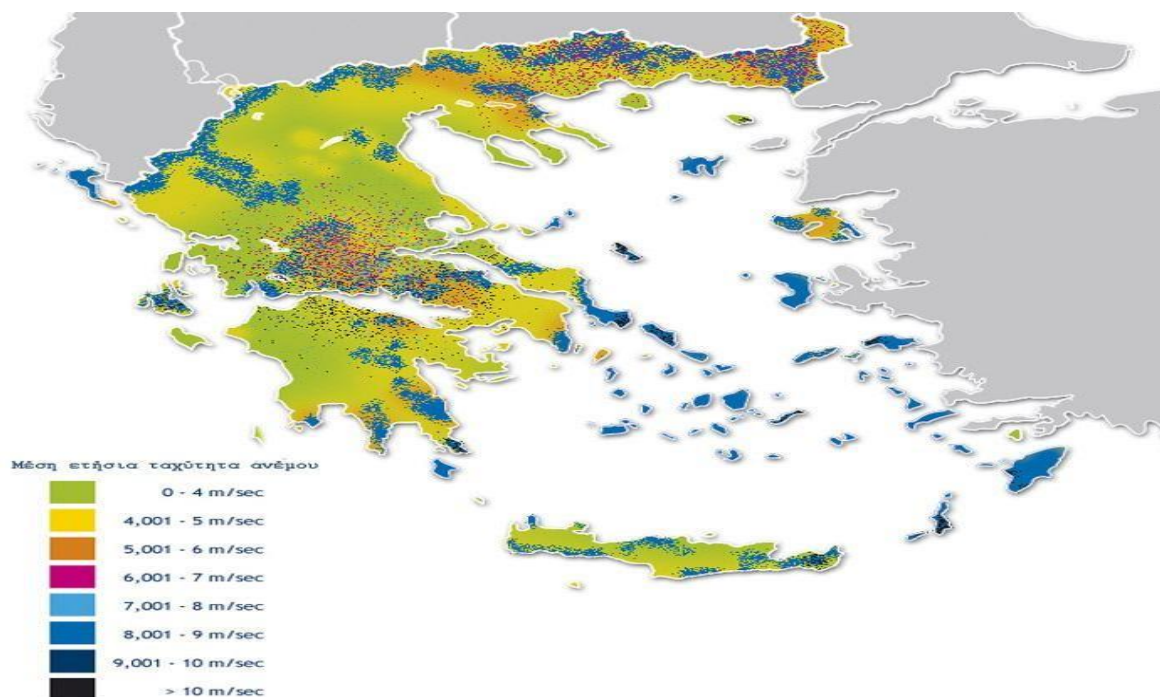 Μέση ετήσια ταχύτητα ανέμου
0 - 4 m/sec
4,001 - 5 m/sec
5,001 - 6 m/sec
6,001 - 7 m/sec
7,001 - 8 m/sec
8,001 - 9 m/sec
9,001 - 10 m/sec
> 10 m/sec